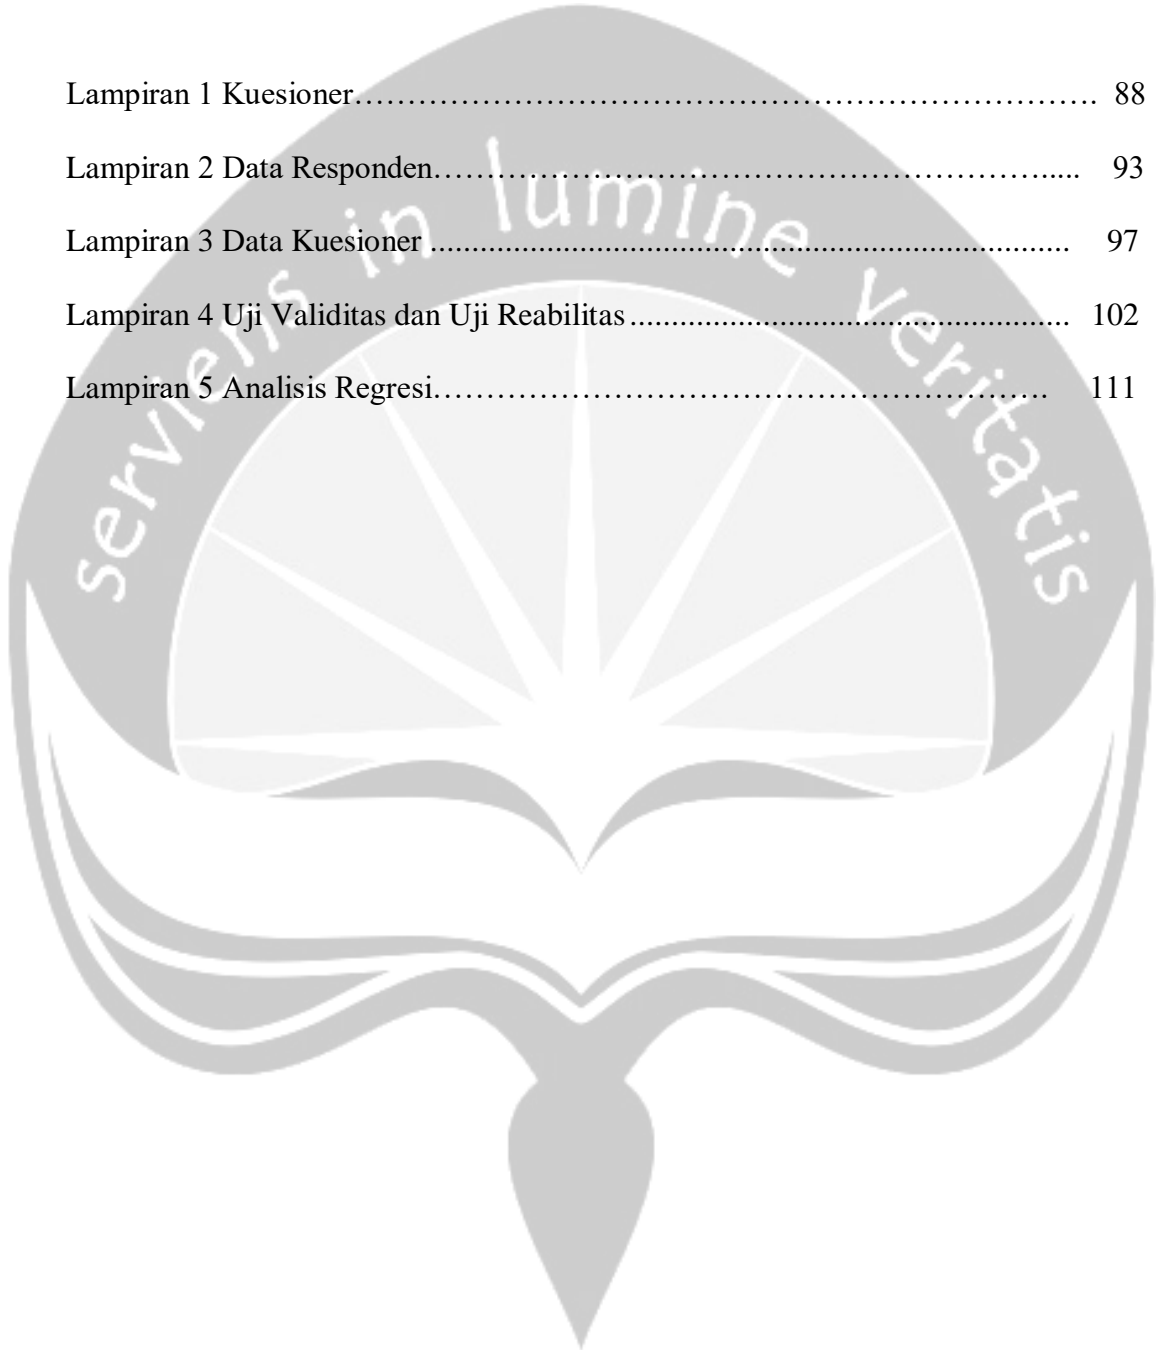 Lampiran 1 Kuesioner…………………………………………………………… 88
Lampiran 2 Data Responden…………………………………………………..... 93
Lampiran 3 Data Kuesioner ................................................................................ 97
Lampiran 4 Uji Validitas dan Uji Reabilitas ....................................................... 102
Lampiran 5 Analisis Regresi…………………………………………………. 111
serviens in lumine veritatis